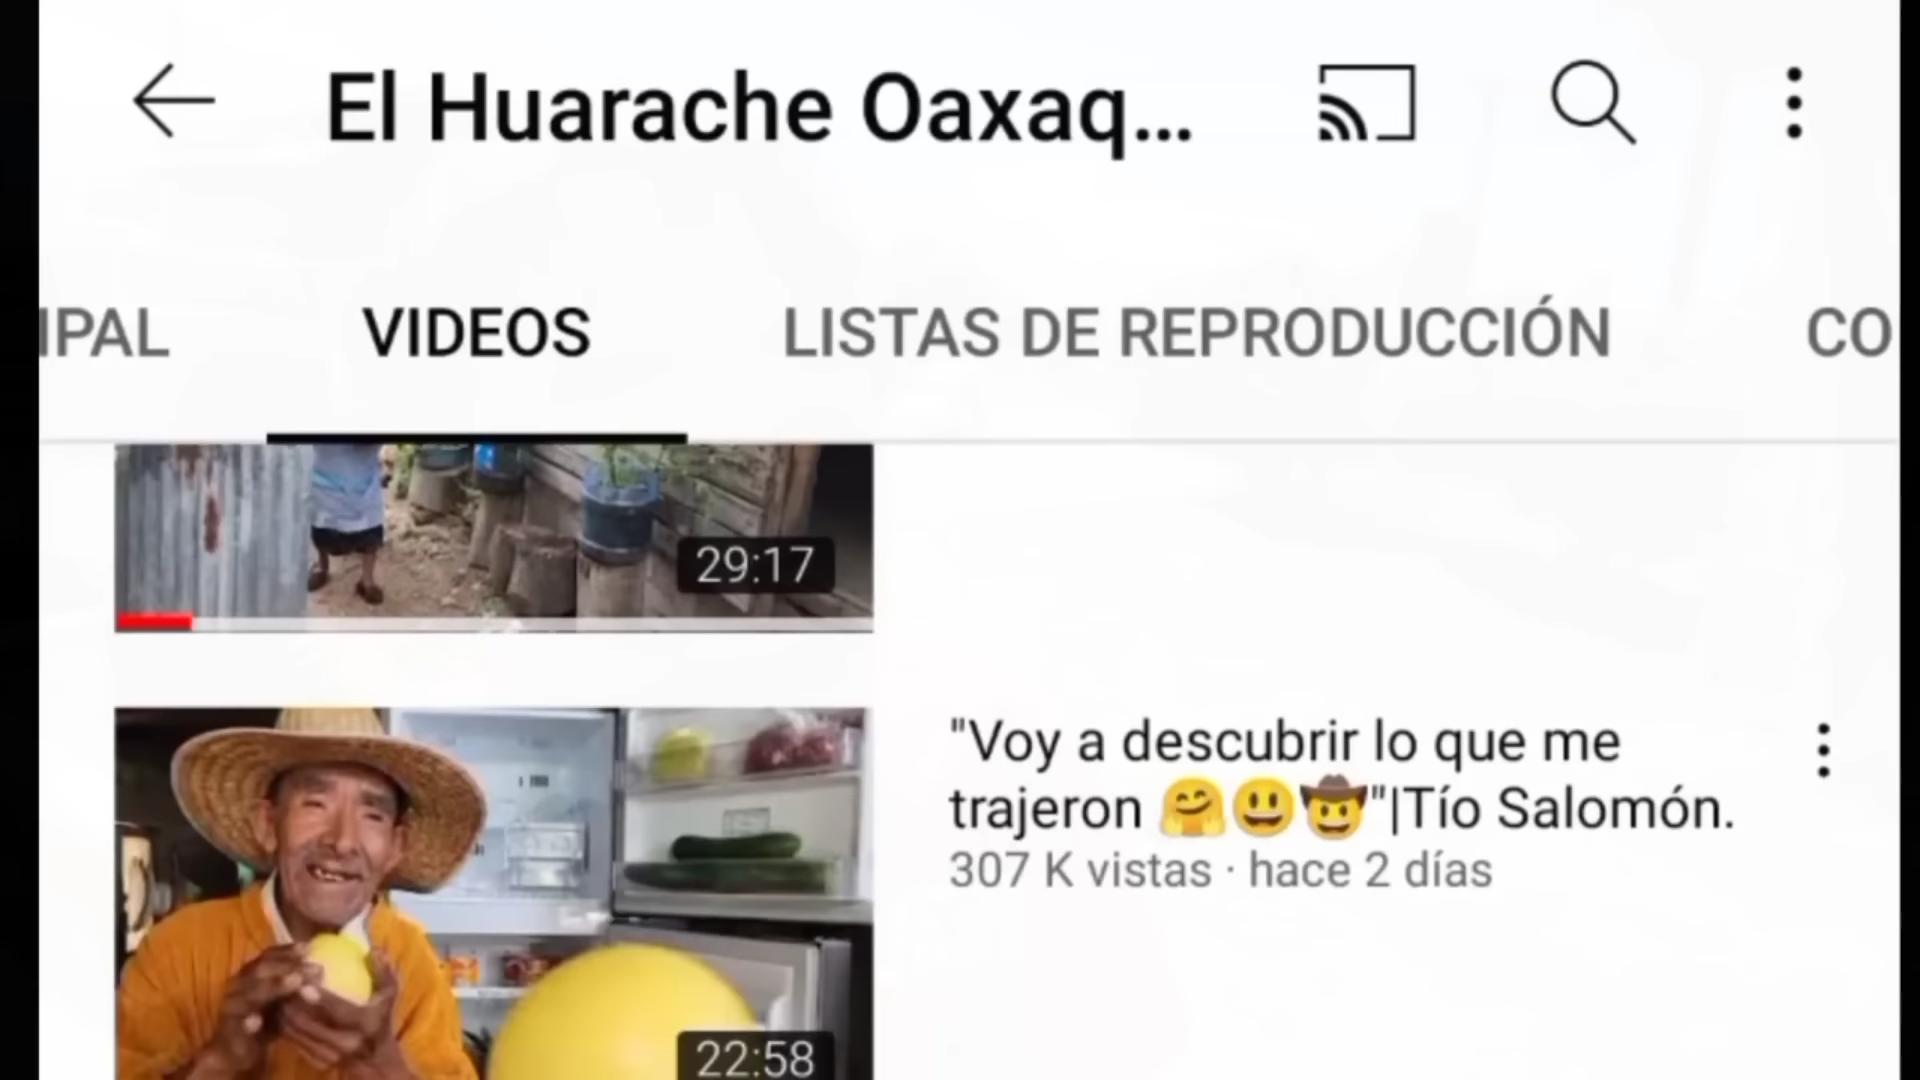 El Huarache Oaxaq...
IPAL VIDEOS LISTAS DE REPRODUCCIÓN CO
29:17
"Voy a descubrir lo que me
trajeron 🤗😃🤠"|Tío Salomón.
307 K vistas · hace 2 días
22:58